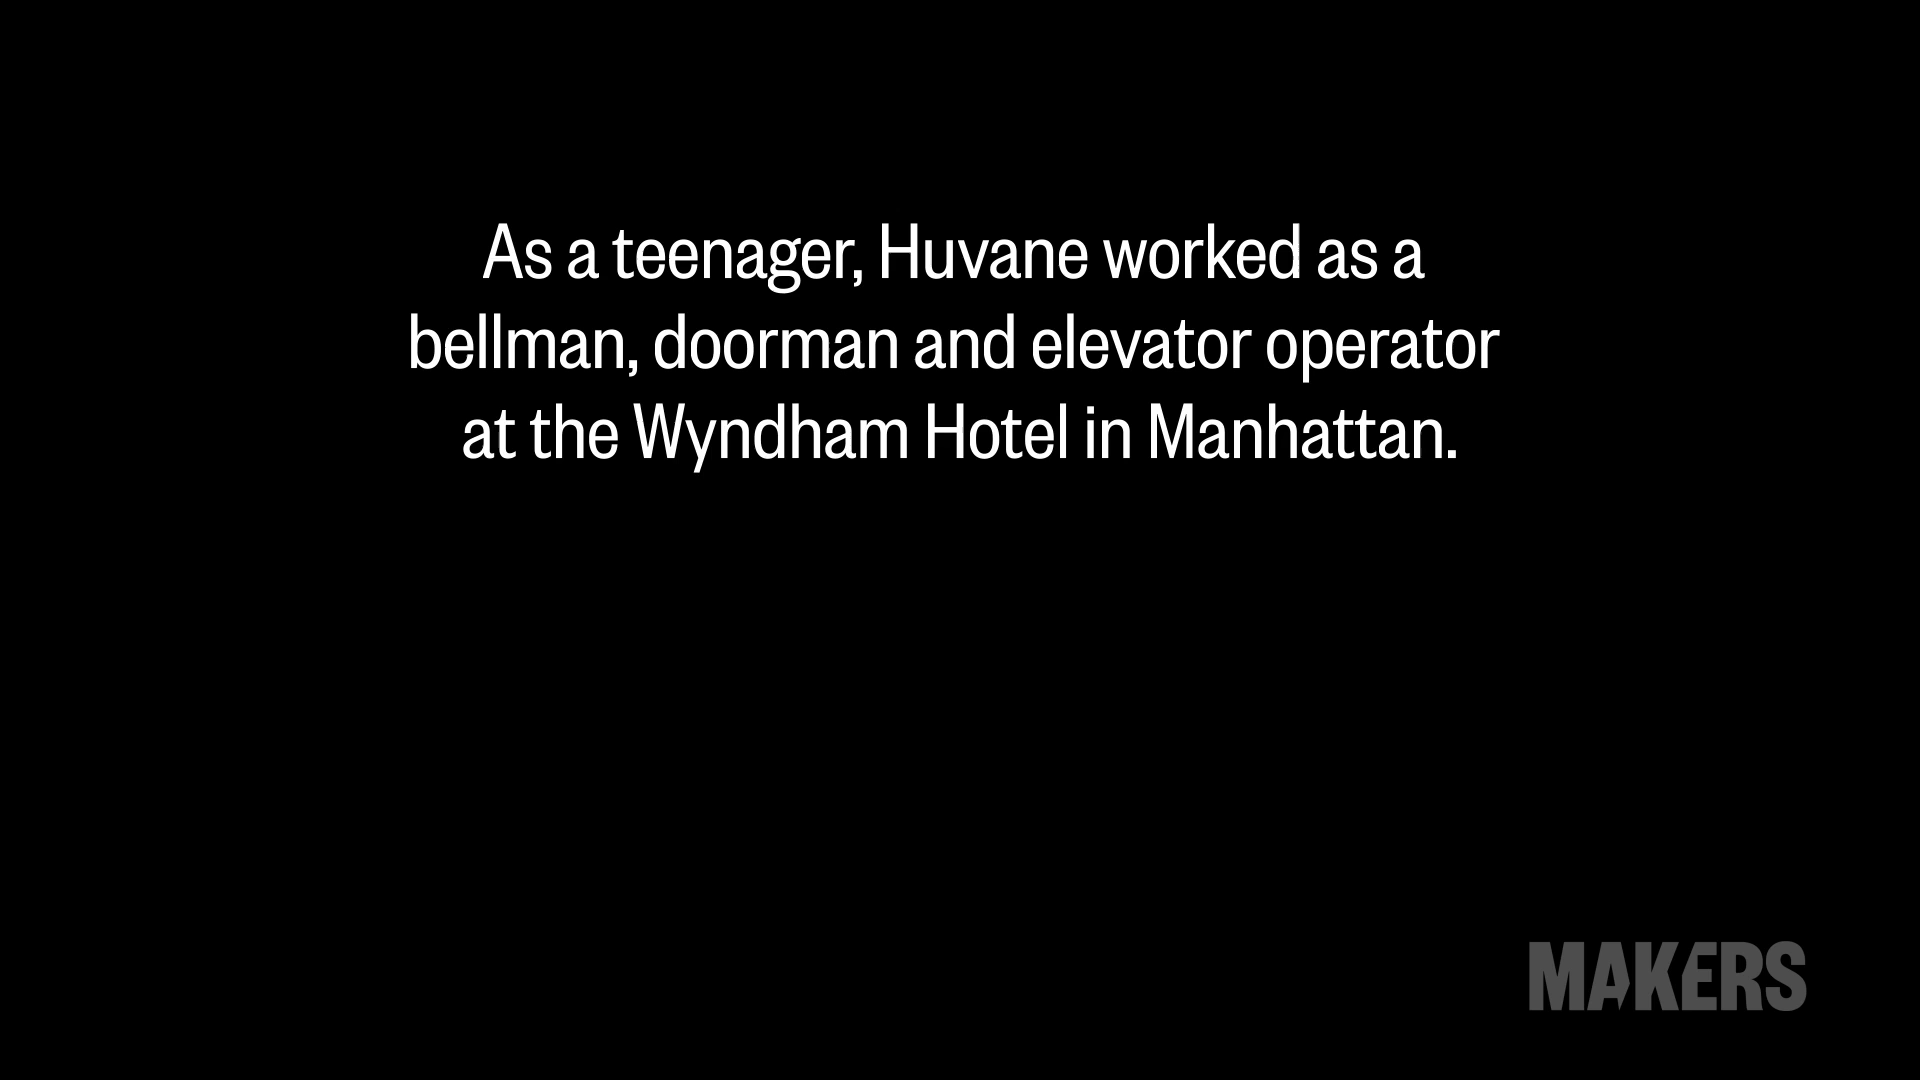 As a teenager, Huvane worked as a
bellman, doorman and elevator operator
at the Wyndham Hotel in Manhattan.
MAKERS